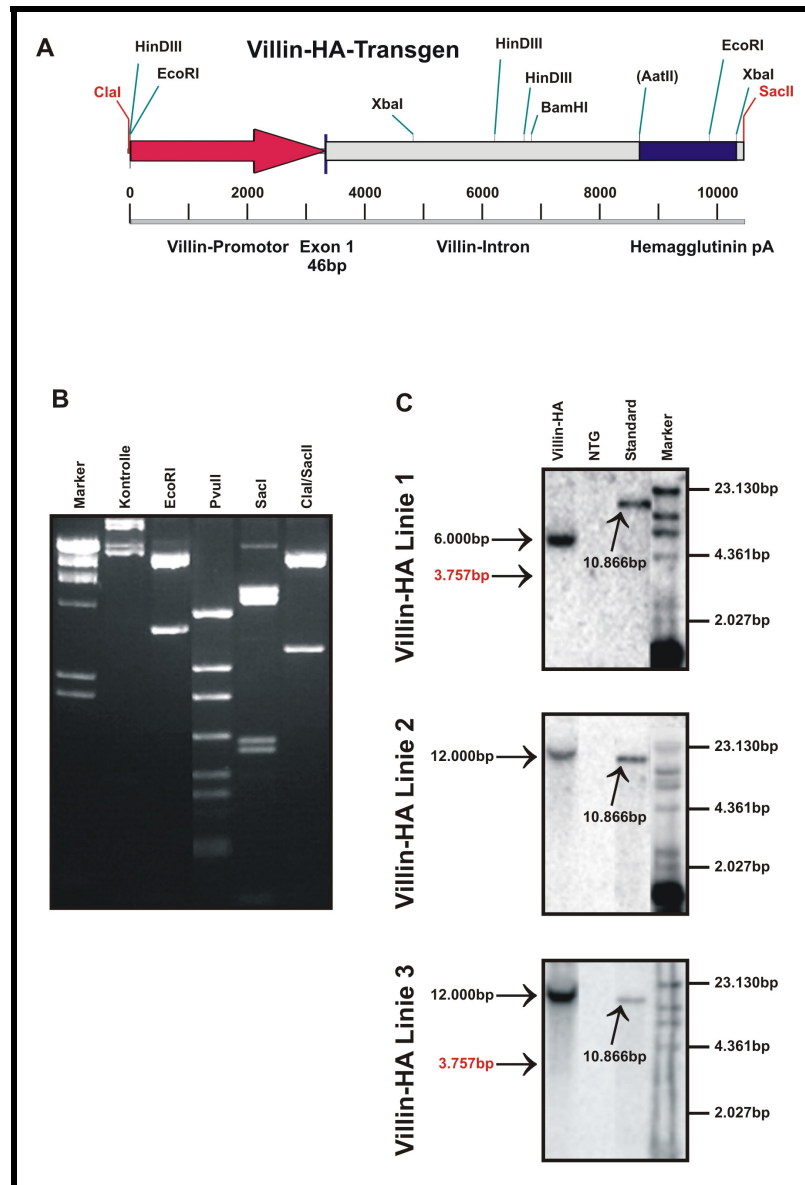 A
Villin-HA-Transgen
HinDIII
EcoRI
ClaI
XbaI
HinDIII
HinDIII
BamHI
(AatII)
EcoRI
XbaI
SacII
0
2000
4000
6000
8000
10000
Villin-Promotor
Exon 1
46bp
Villin-Intron
Hemagglutinin pA
B
Marker
Kontrolle
EcoRI
PvuII
SacI
ClaI/SacII
C
Villin-HA
NTG
Standard
Marker
Villin-HA Linie 1
6.000bp
3.757bp
10.866bp
23.130bp
4.361bp
2.027bp
Villin-HA Linie 2
12.000bp
10.866bp
23.130bp
4.361bp
2.027bp
Villin-HA Linie 3
12.000bp
3.757bp
10.866bp
23.130bp
4.361bp
2.027bp